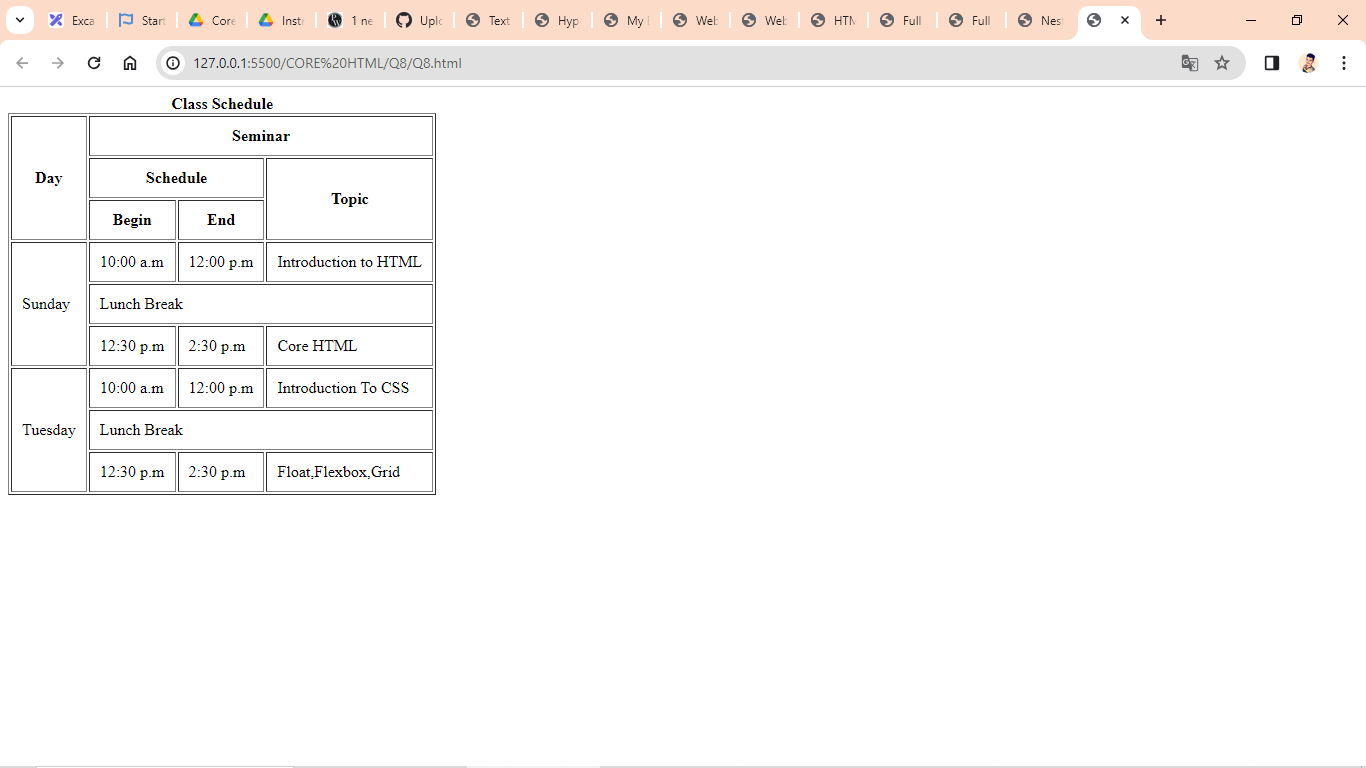 Exca
Start
Core
Instr
1 ne
Uplo
Text
Hyp
My
Web
Web
HTM
Full
Full
Nes
127.0.0.1:5500/CORE%20HTML/Q8/Q8.html
Class Schedule
Day Seminar
Schedule Topic
Begin End
Sunday 10:00 a.m 12:00 p.m Introduction to HTML
Lunch Break
12:30 p.m 2:30 p.m Core HTML
Tuesday 10:00 a.m 12:00 p.m Introduction To CSS
Lunch Break
12:30 p.m 2:30 p.m Float,Flexbox,Grid